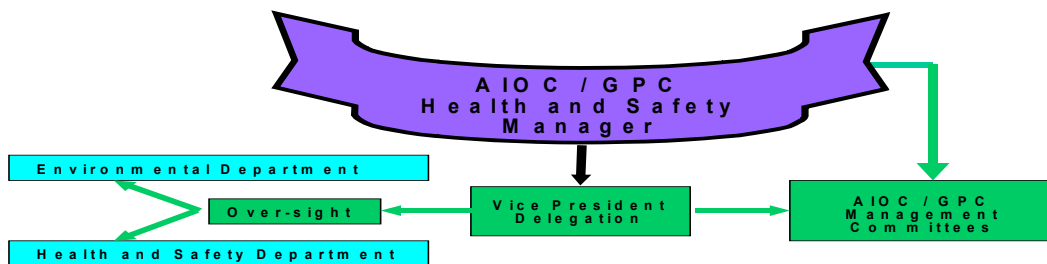 AIOC / GPC
Health and Safety
Manager
Environmental Department
Over-sight
Vice President
Delegation
AIOC / GPC
Management
Committees
Health and Safety Department